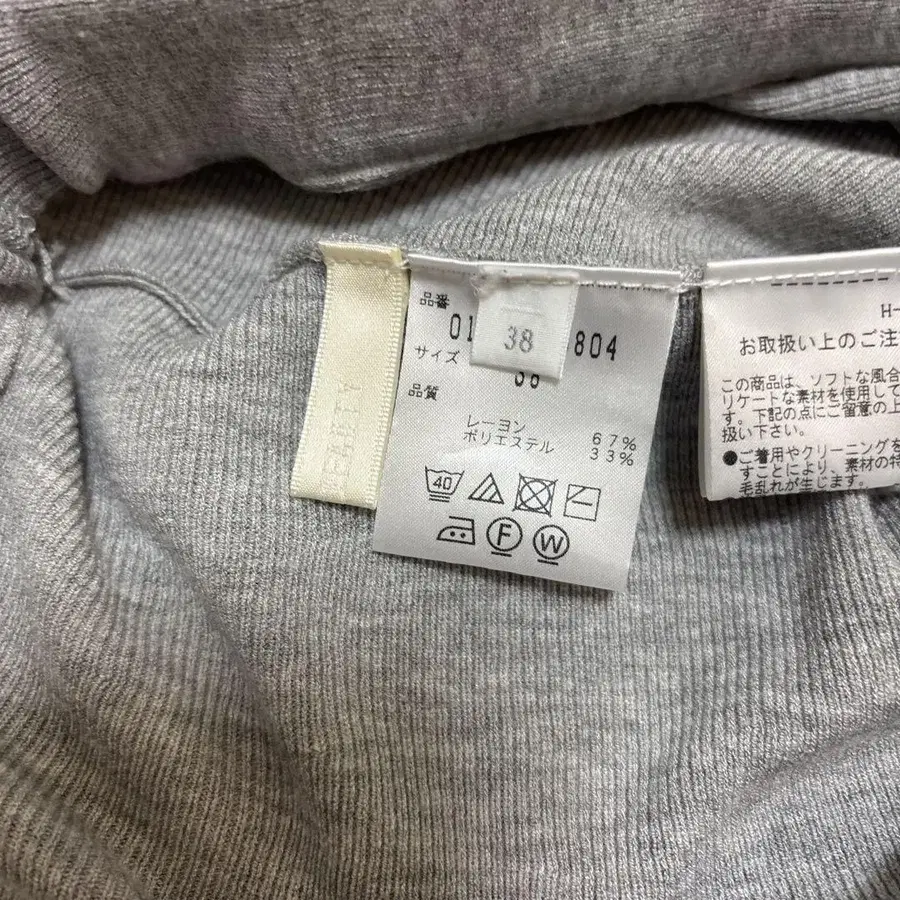 品番
01
804
38
サイズ
38
品質
レーヨン 67%
ポリエステル 33%
40
F
W
H-
お取扱い上のご注
この商品は、ソフトな風合
リケートな素材を使用して
す。下記の点にご留意の上
扱い下さい。
●ご着用やクリーニングを
すことにより、素材の特
毛乱れが生じます。